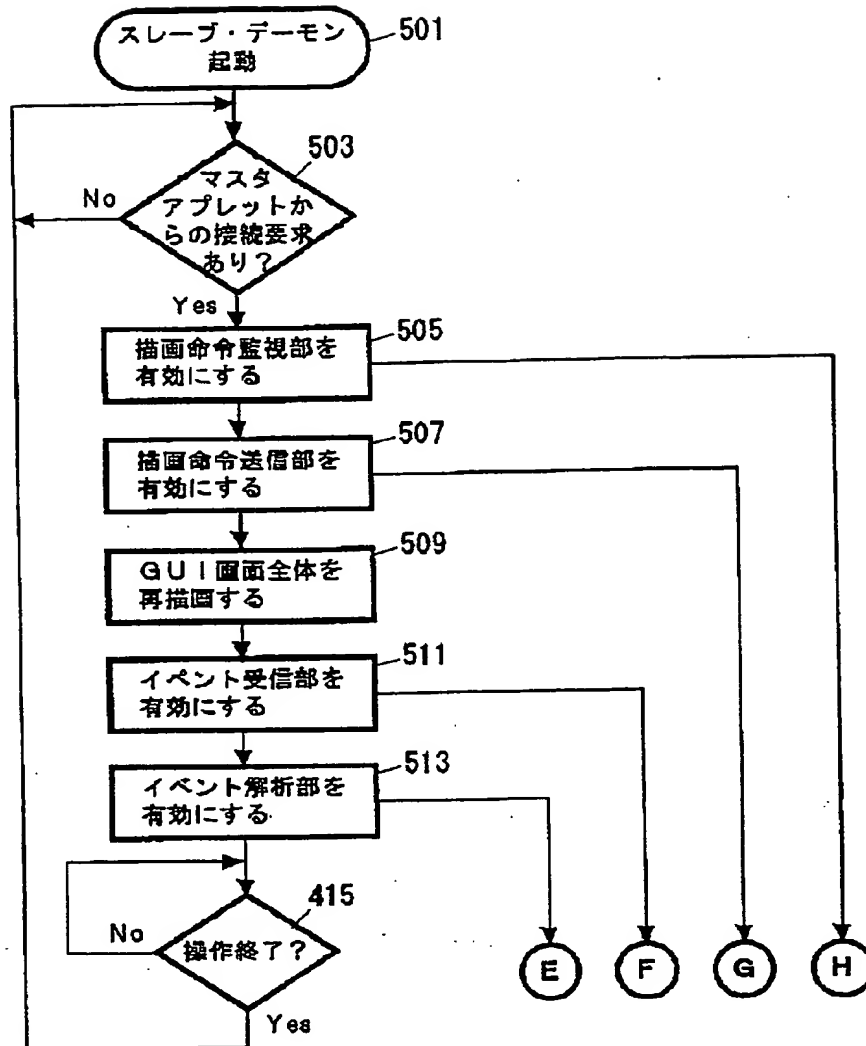 スレーブ・デーモン
起動
501
503
マスタ
アプレットか
らの接続要求
あり?
No
Yes
505
描画命令監視部を
有効にする
507
描画命令送信部を
有効にする
509
GUI画面全体を
再描画する
511
イベント受信部を
有効にする
513
イベント解析部を
有効にする
415
操作終了?
No
Yes
E
F
G
H